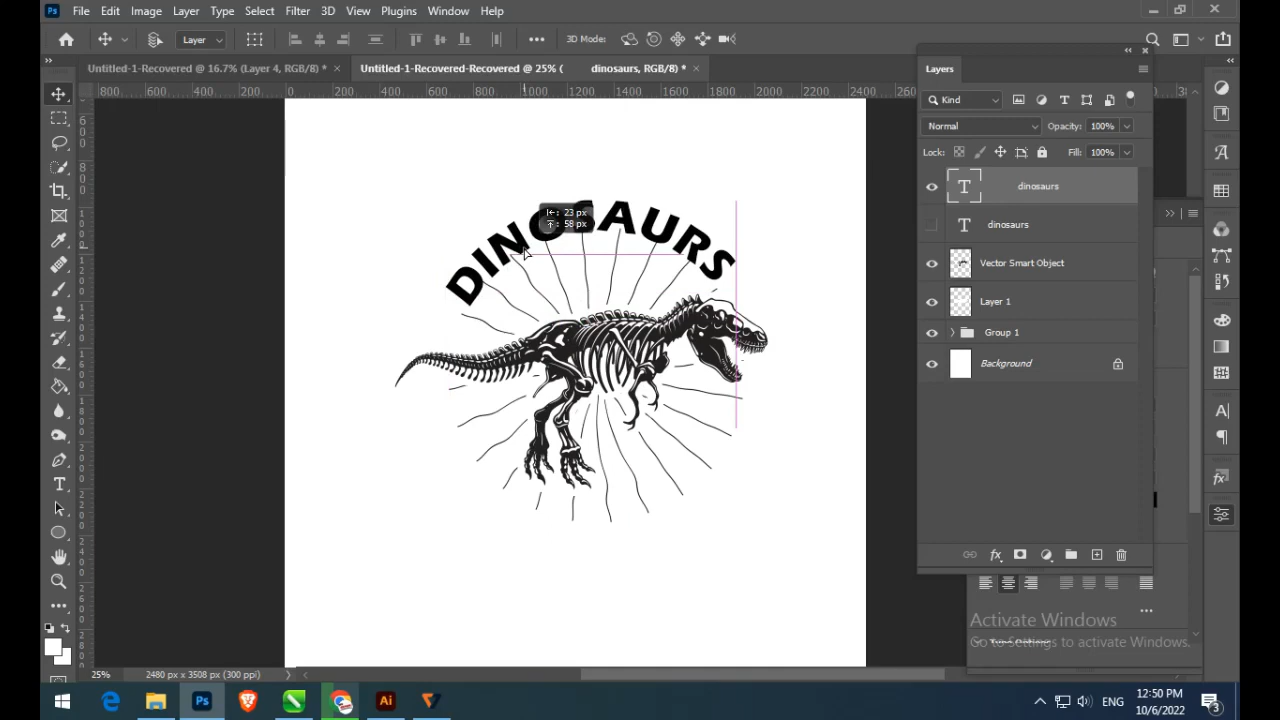 Ps File Edit Image Layer Type Select Filter 3D View Plugins Window Help
Layer 3D Mode:
Untitled-1-Recovered @ 16.7% (Layer 4, RGB/8) * × Untitled-1-Recovered-Recovered @ 25% ( dinosaurs, RGB/8) * ×
800 600 400 200 0 200 400 600 800 1000 1200 1400 1600 1800 2000 2200 2400
Layers
Kind
Normal Opacity: 100%
Lock: Fill: 100%
T dinosaurs
T dinosaurs
Vector Smart Object
Layer 1
Group 1
Background
23 px
58 px
DINOSAURS
Activate Windows
Go to Settings to activate Windows.
25% 2480 px x 3508 px (300 ppi)
Ps Ai ENG 12:50 PM
10/6/2022
3